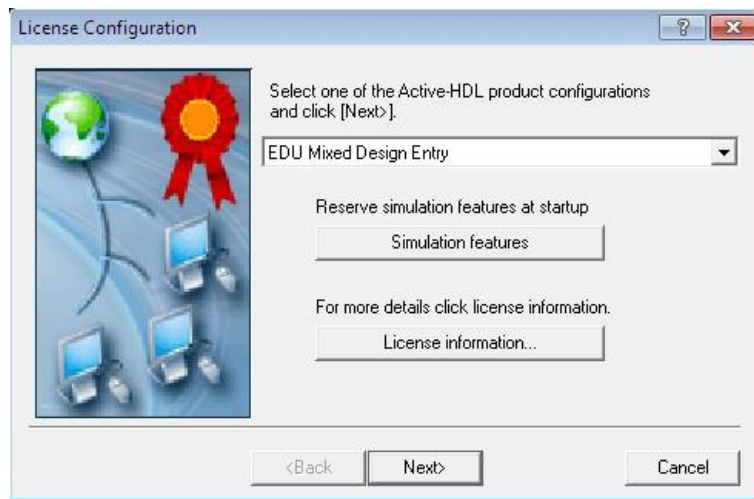 License Configuration
Select one of the Active-HDL product configurations
and click [Next>].
EDU Mixed Design Entry
Reserve simulation features at startup
Simulation features
For more details click license information.
License information...
<Back
Next>
Cancel